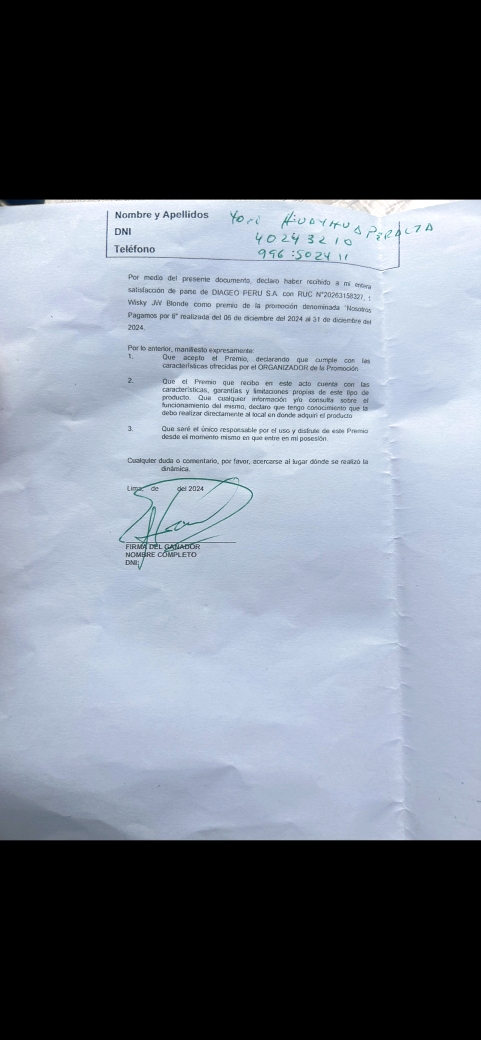 Nombre y Apellidos Yori Huayhua Peralta
DNI 40243210
Teléfono 996 502411
Por medio del presente documento, declaro haber recibido a mi entera
satisfacción de parte de DIAGEO PERU S.A. con RUC N°20263158327, 1
Wisky JW Blonde como premio de la promoción denominada "Nosotros
Pagamos por ti" realizada del 06 de diciembre del 2024 al 31 de diciembre del
2024.
Por lo anterior, manifiesto expresamente:
1. Que acepto el Premio, declarando que cumple con las
características ofrecidas por el ORGANIZADOR de la Promoción
2. Que el Premio que recibo en este acto cuenta con las
características, garantías y limitaciones propias de este tipo de
producto. Que cualquier información y/o consulta sobre el
funcionamiento del mismo, declaro que tengo conocimiento que la
debo realizar directamente al local en donde adquirí el producto
3. Que seré el único responsable por el uso y disfrute de este Premio
desde el momento mismo en que entre en mi posesión.
Cualquier duda o comentario, por favor, acercarse al lugar dónde se realizó la
dinámica.
Lima, de del 2024
FIRMA DEL GANADOR
NOMBRE COMPLETO
DNI: